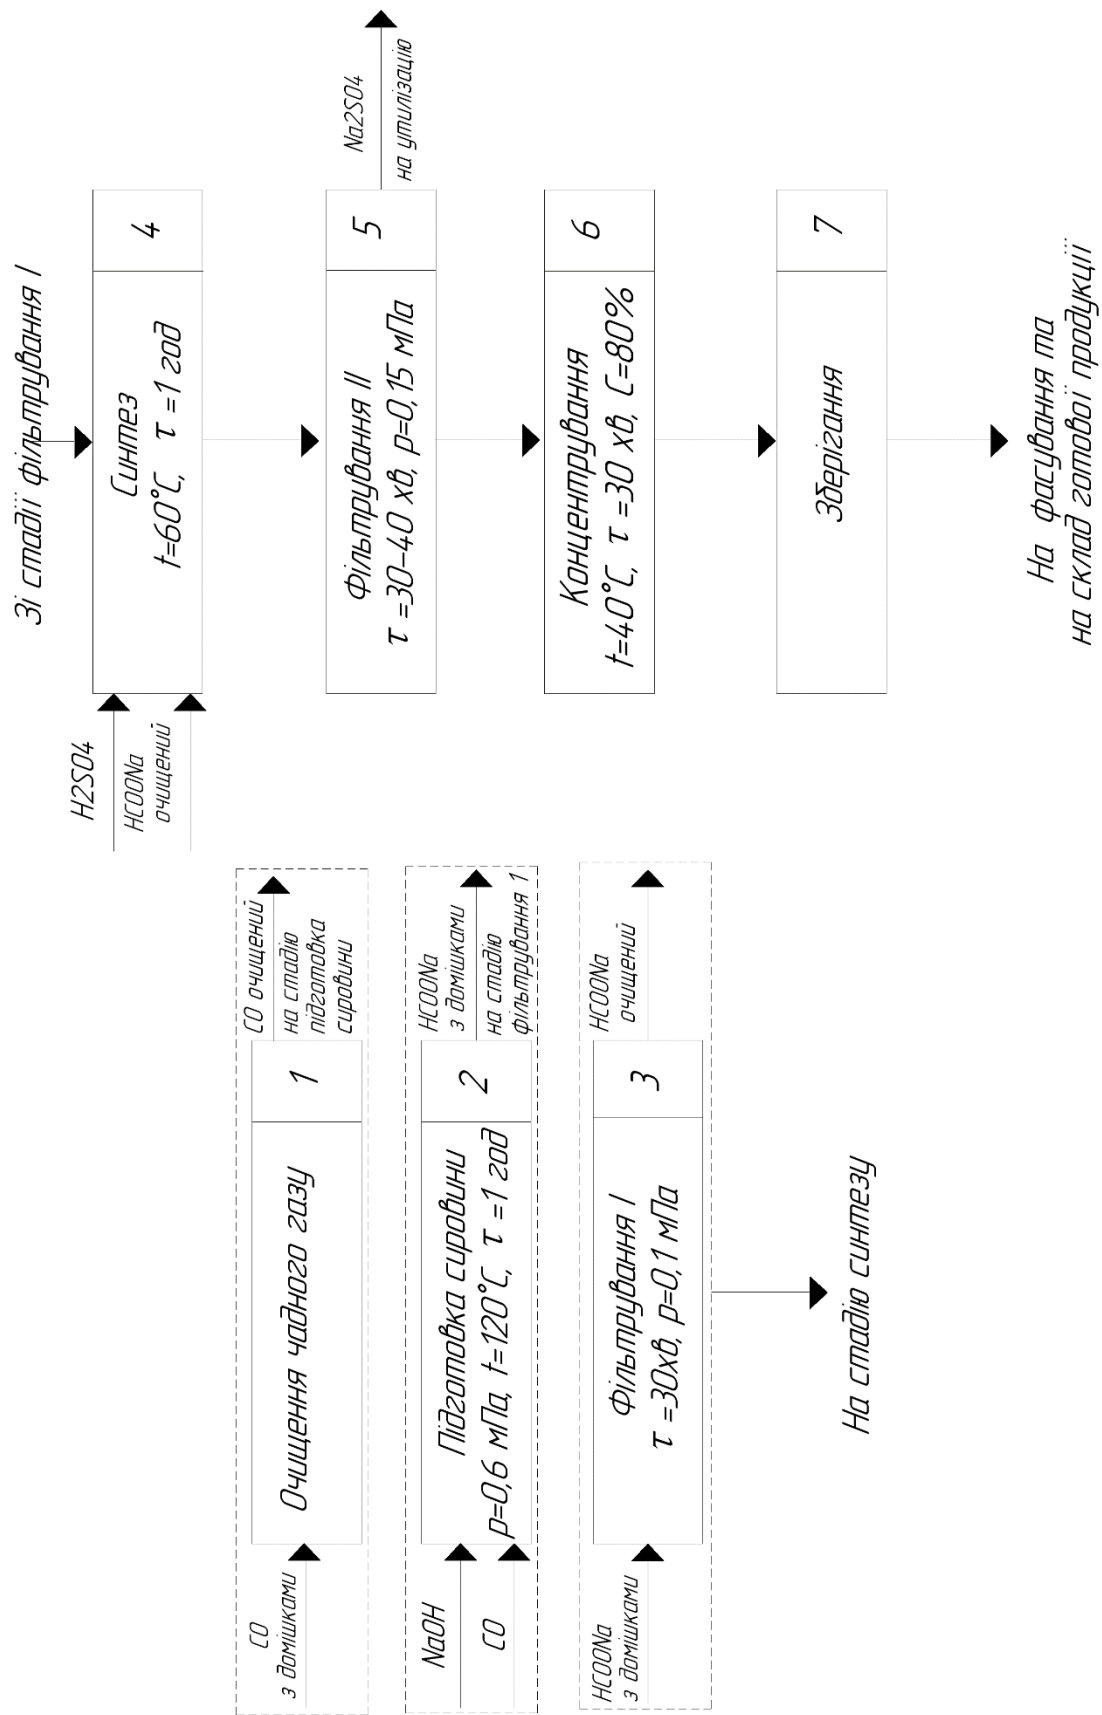 CO
з домішками
Очищення чадного газу
1
CO очищений
на стадію
підготовка
сировини
NaOH
CO
Підготовка сировини
p=0,6 мПа, t=120°C, τ =1 год
2
HCOONa
з домішками
на стадію
фільтрування 1
HCOONa
з домішками
Фільтрування I
τ =30хв, p=0,1 мПа
3
HCOONa
очищений
На стадію синтезу
Зі стадії фільтрування I
H2SO4
HCOONa
очищений
Синтез
t=60°C, τ =1 год
4
Фільтрування II
τ =30-40 хв, p=0,15 мПа
5
Na2SO4
на утилізацію
Концентрування
t=40°C, τ =30 хв, C=80%
6
Зберігання
7
На фасування та
на склад готової продукції